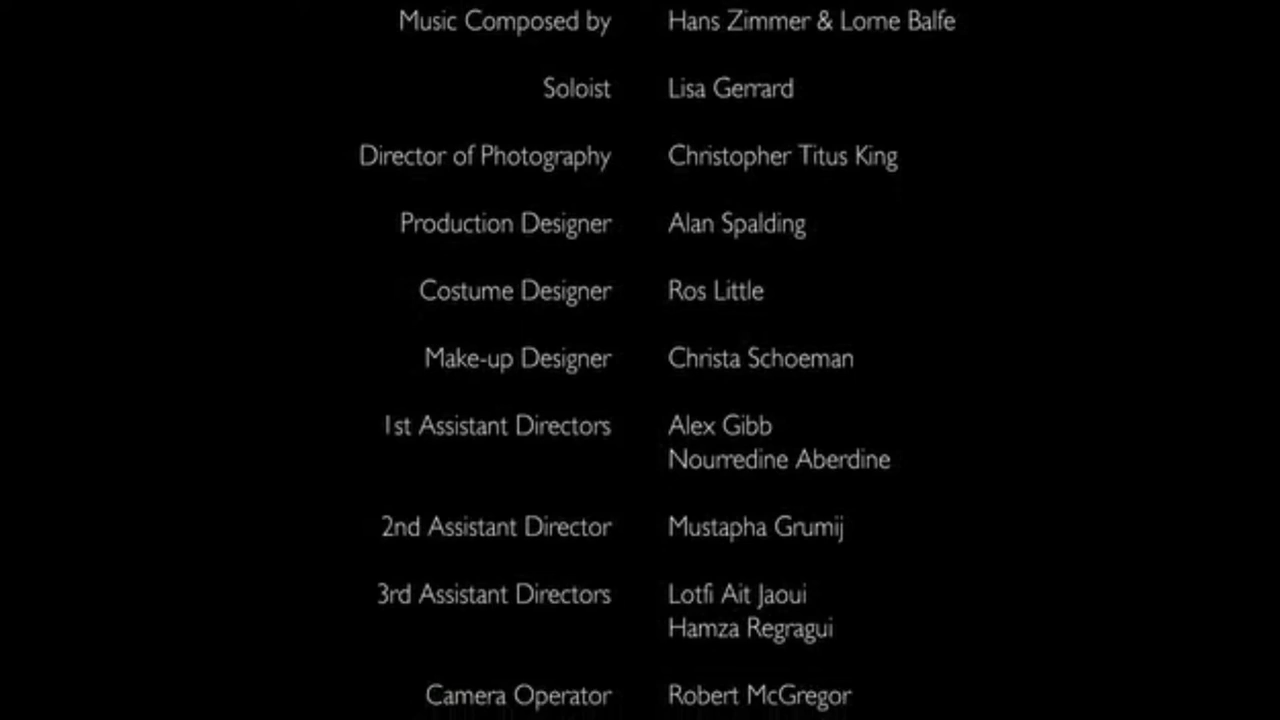 Music Composed by Hans Zimmer & Lorne Balfe
Soloist Lisa Gerrard
Director of Photography Christopher Titus King
Production Designer Alan Spalding
Costume Designer Ros Little
Make-up Designer Christa Schoeman
1st Assistant Directors Alex Gibb
Nourredine Aberdine
2nd Assistant Director Mustapha Grumij
3rd Assistant Directors Lotfi Ait Jaoui
Hamza Regragui
Camera Operator Robert McGregor